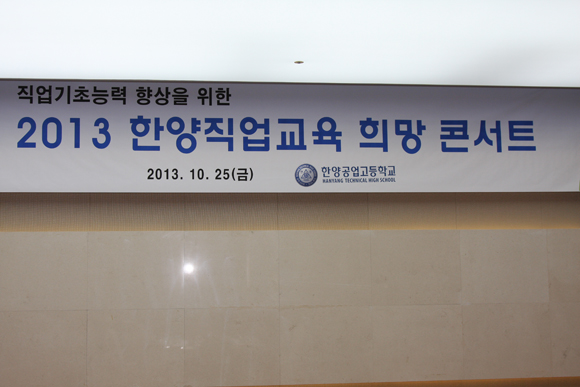 직업기초능력 향상을 위한
2013 한양직업교육 희망 콘서트
2013. 10. 25(금)
한양공업고등학교
HANYANG TECHNICAL HIGH SCHOOL